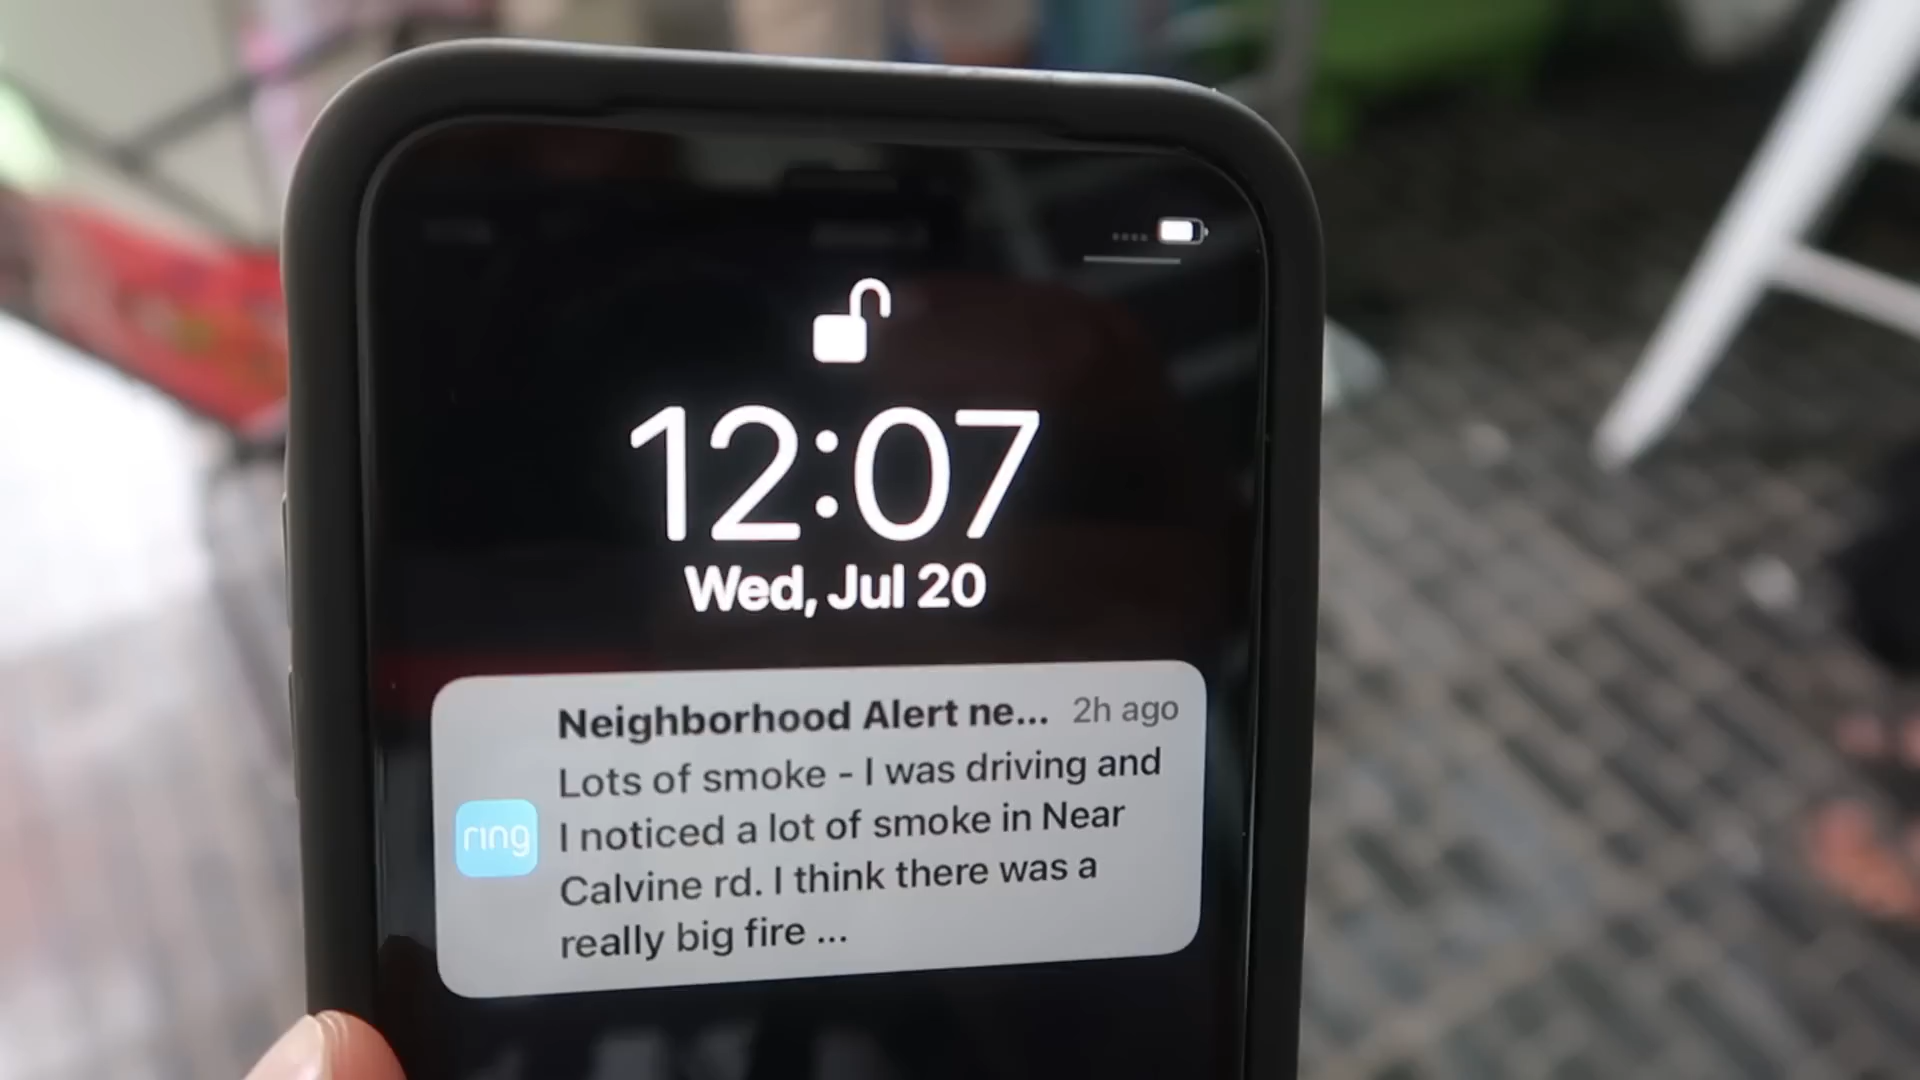 12:07
Wed, Jul 20
Neighborhood Alert ne... 2h ago
Lots of smoke - I was driving and
I noticed a lot of smoke in Near
Calvine rd. I think there was a
really big fire ...
ring